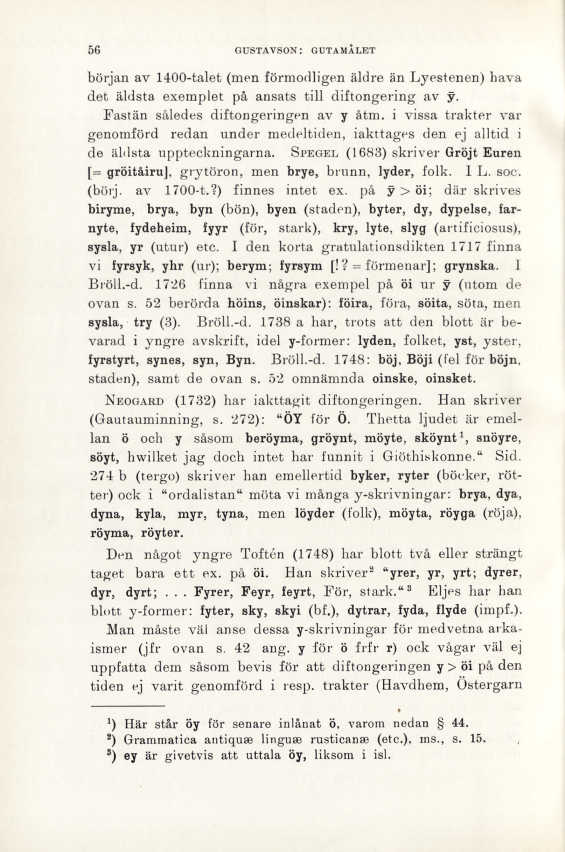 56 GUSTAVSON: GUTAMÅLET
början av 1400-talet (men förmodligen äldre än Lyestenen) hava
det äldsta exemplet på ansats till diftongering av ȳ.
Fastän således diftongeringen av y åtm. i vissa trakter var
genomförd redan under medeltiden, iakttages den ej alltid i
de äldsta uppteckningarna. SPEGEL (1683) skriver Gröjt Euren
[= gröitåiru], grytöron, men brye, brunn, lyder, folk. I L. soc.
(börj. av 1700-t.?) finnes intet ex. på ȳ > öi; där skrives
biryme, brya, byn (bön), byen (staden), byter, dy, dypelse, far-
nyte, fydeheim, fyyr (för, stark), kry, lyte, slyg (artificiosus),
sysla, yr (utur) etc. I den korta gratulationsdikten 1717 finna
vi fyrsyk, yhr (ur); berym; fyrsym [!? = förmenar]; grynska. I
Bröll.-d. 1726 finna vi några exempel på öi ur ȳ (utom de
ovan s. 52 berörda höins, öinskar): föira, föra, söita, söta, men
sysla, try (3). Bröll.-d. 1738 a har, trots att den blott är be-
varad i yngre avskrift, idel y-former: lyden, folket, yst, yster,
fyrstyrt, synes, syn, Byn. Bröll.-d. 1748: böj, Böji (fel för böjn,
staden), samt de ovan s. 52 omnämnda oinske, oinsket.
NEOGARD (1732) har iakttagit diftongeringen. Han skriver
(Gautauminning, s. 272): “ÖY för Ö. Thetta ljudet är emel-
lan ö och y såsom beröyma, gröynt, möyte, sköynt¹, snöyre,
söyt, hwilket jag doch intet har funnit i Giöthiskonne.“ Sid.
274 b (tergo) skriver han emellertid byker, ryter (böcker, röt-
ter) ock i “ordalistan“ möta vi många y-skrivningar: brya, dya,
dyna, kyla, myr, tyna, men löyder (folk), möyta, röyga (röja),
röyma, röyter.
Den något yngre Toftén (1748) har blott två eller strängt
taget bara ett ex. på öi. Han skriver² “yrer, yr, yrt; dyrer,
dyr, dyrt; . . . Fyrer, Feyr, feyrt, För, stark.“³ Eljes har han
blott y-former: fyter, sky, skyi (bf.), dytrar, fyda, flyde (impf.).
Man måste väl anse dessa y-skrivningar för medvetna arka-
ismer (jfr ovan s. 42 ang. y för ö frfr r) ock vågar väl ej
uppfatta dem såsom bevis för att diftongeringen y > öi på den
tiden ej varit genomförd i resp. trakter (Havdhem, Östergarn
¹) Här står öy för senare inlånat ö, varom nedan § 44.
²) Grammatica antiquæ linguæ rusticanæ (etc.), ms., s. 15.
³) ey är givetvis att uttala öy, liksom i isl.